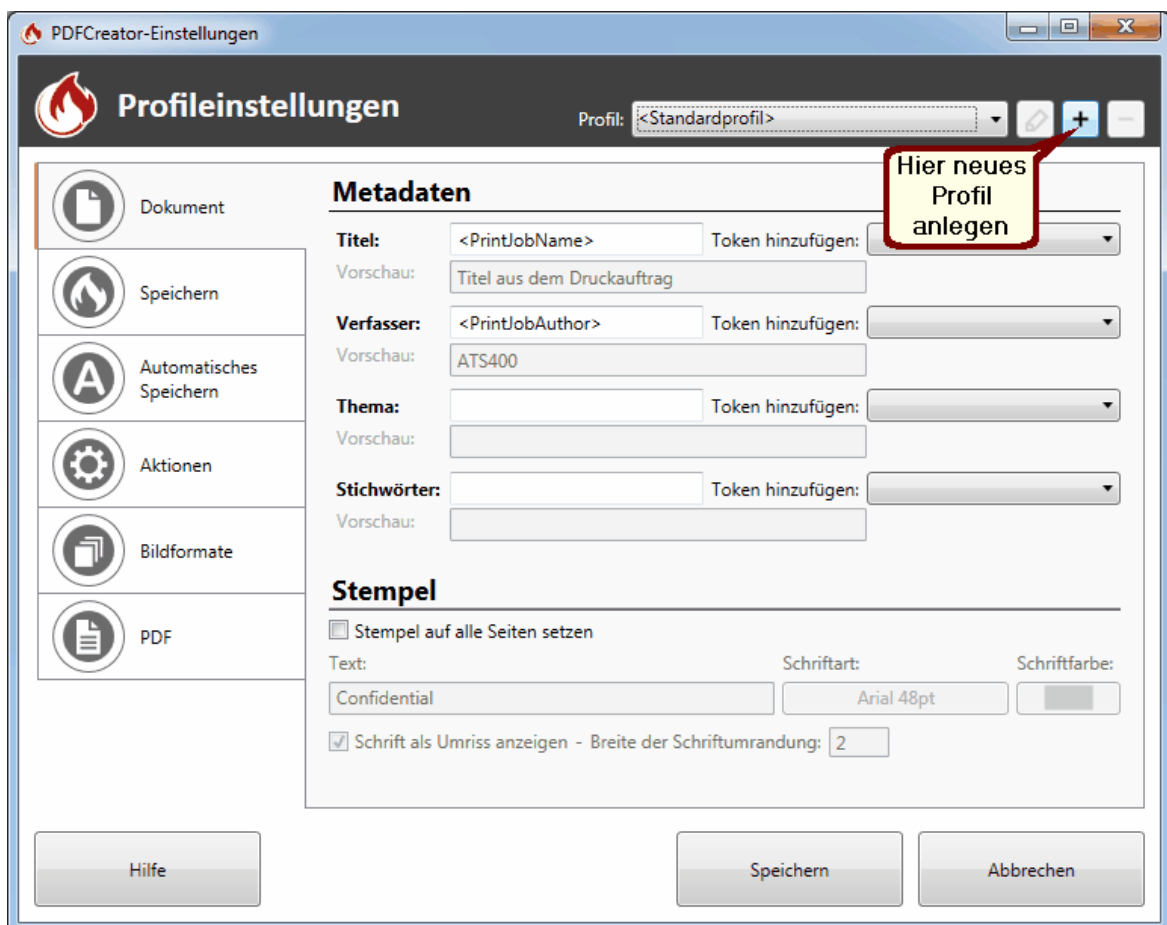 PDFCreator-Einstellungen
Profileinstellungen
Profil: <Standardprofil>
Hier neues
Profil
anlegen
Dokument
Speichern
A
Automatisches
Speichern
Aktionen
Bildformate
PDF
Metadaten
Titel: <PrintJobName> Token hinzufügen:
Vorschau: Titel aus dem Druckauftrag
Verfasser: <PrintJobAuthor> Token hinzufügen:
Vorschau: ATS400
Thema: Token hinzufügen:
Vorschau:
Stichwörter: Token hinzufügen:
Vorschau:
Stempel
Stempel auf alle Seiten setzen
Text: Schriftart: Schriftfarbe:
Confidential Arial 48pt
Schrift als Umriss anzeigen - Breite der Schriftumrandung: 2
Hilfe Speichern Abbrechen